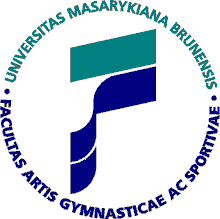 UNIVERSITAS MASARYKIANA BRUNENSIS
• FACULTAS ARTIS GYMNASTICAE AC SPORTIVAE •